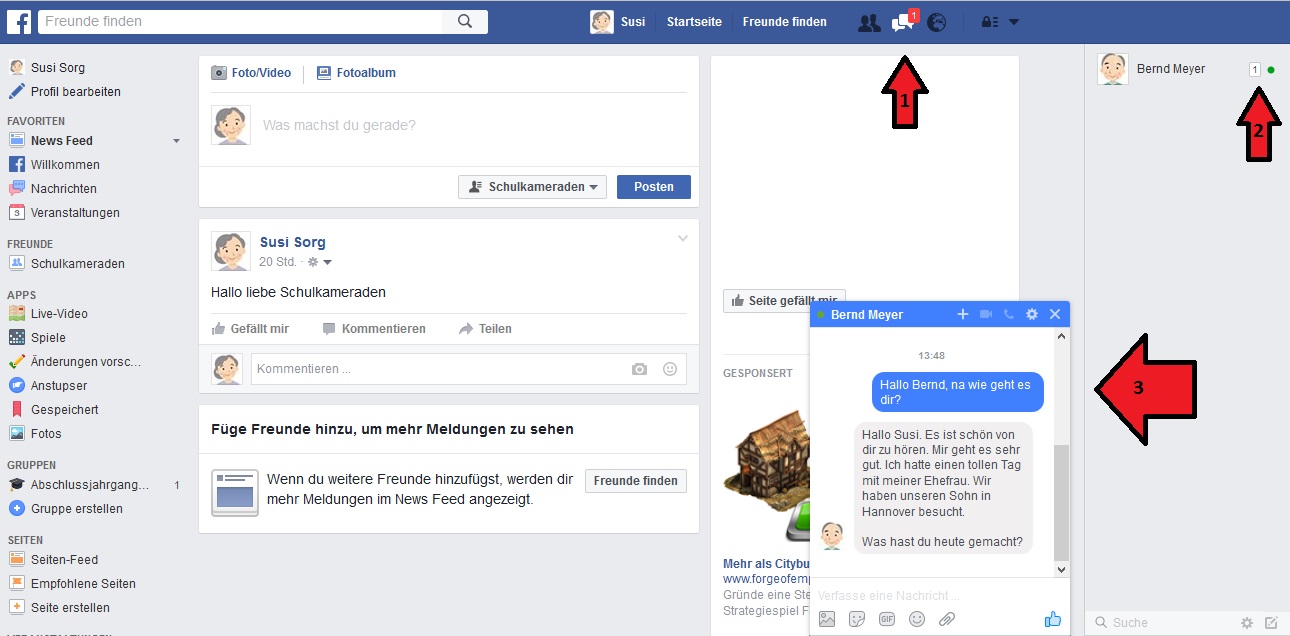 Freunde finden
Susi
Startseite
Freunde finden
1
1
Susi Sorg
Profil bearbeiten
FAVORITEN
News Feed
Willkommen
Nachrichten
3
Veranstaltungen
FREUNDE
Schulkameraden
APPS
Live-Video
Spiele
Änderungen vorsc...
Anstupser
Gespeichert
Fotos
GRUPPEN
Abschlussjahrgang...
1
Gruppe erstellen
SEITEN
Seiten-Feed
Empfohlene Seiten
Seite erstellen
VERANSTALTUNGEN
Foto/Video
Fotoalbum
Was machst du gerade?
Schulkameraden
Posten
Susi Sorg
20 Std. ·
Hallo liebe Schulkameraden
Gefällt mir
Kommentieren
Teilen
Kommentieren ...
Füge Freunde hinzu, um mehr Meldungen zu sehen
Wenn du weitere Freunde hinzufügst, werden dir
mehr Meldungen im News Feed angezeigt.
Freunde finden
Seite gefällt mir
GESPONSERT
Mehr als Citybu
www.forgeofemp
Gründe eine Ste
Strategiespiel F
Bernd Meyer
13:48
Hallo Bernd, na wie geht es
dir?
Hallo Susi. Es ist schön von
dir zu hören. Mir geht es sehr
gut. Ich hatte einen tollen Tag
mit meiner Ehefrau. Wir
haben unseren Sohn in
Hannover besucht.
Was hast du heute gemacht?
Verfasse eine Nachricht ...
GIF
Bernd Meyer
1
2
3
Suche